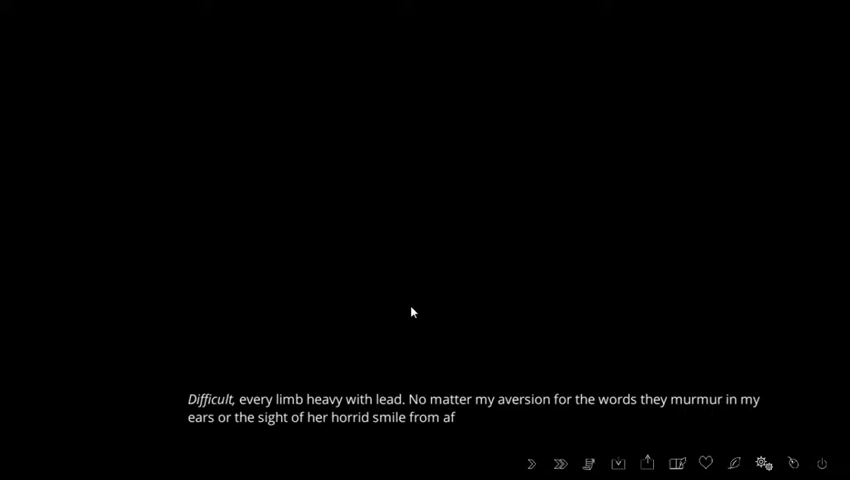 Difficult, every limb heavy with lead. No matter my aversion for the words they murmur in my
ears or the sight of her horrid smile from af